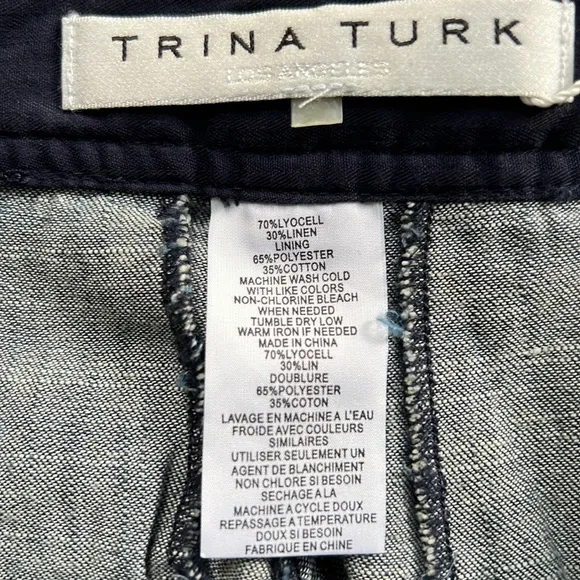 TRINA TURK
LOS ANGELES
70%LYOCELL
30%LINEN
LINING
65%POLYESTER
35%COTTON
MACHINE WASH COLD
WITH LIKE COLORS
NON-CHLORINE BLEACH
WHEN NEEDED
TUMBLE DRY LOW
WARM IRON IF NEEDED
MADE IN CHINA
70%LYOCELL
30%LIN
DOUBLURE
65%POLYESTER
35%COTON
LAVAGE EN MACHINE A L'EAU
FROIDE AVEC COULEURS
SIMILAIRES
UTILISER SEULEMENT UN
AGENT DE BLANCHIMENT
NON CHLORE SI BESOIN
SECHAGE A LA
MACHINE A CYCLE DOUX
REPASSAGE A TEMPERATURE
DOUX SI BESOIN
FABRIQUE EN CHINE